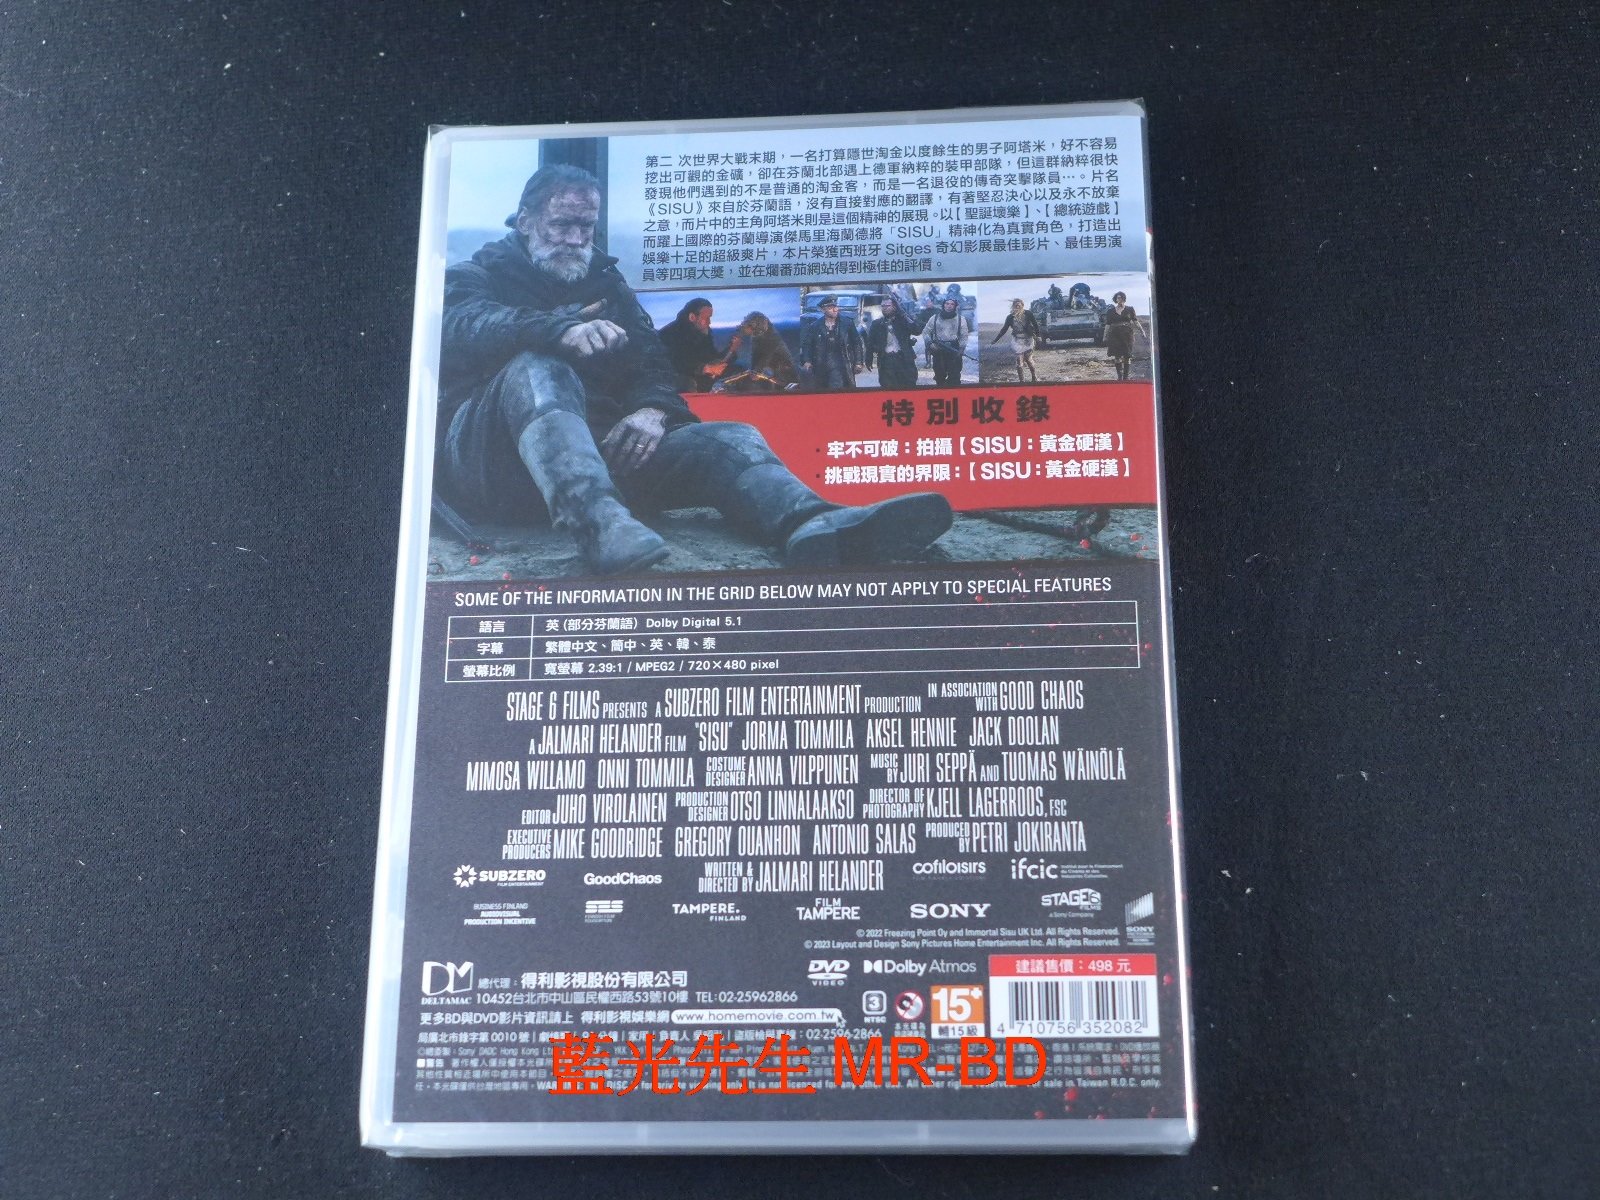 第二 次世界大戰末期，一名打算隱世淘金以度餘生的男子阿塔米，好不容易
挖出可觀的金礦，卻在芬蘭北部遇上德軍納粹的裝甲部隊，但這群納粹很快
發現他們遇到的不是普通的淘金客，而是一名退役的傳奇突擊隊員⋯。片名
《SISU》來自於芬蘭語，沒有直接對應的翻譯，有著堅忍決心以及永不放棄
之意，而片中的主角阿塔米則是這個精神的展現。以【聖誕壞樂】、【總統遊戲】
而躍上國際的芬蘭導演傑馬里海蘭德將「SISU」精神化為真實角色，打造出
娛樂十足的超級爽片，本片榮獲西班牙 Sitges 奇幻影展最佳影片、最佳男演
員等四項大獎，並在爛番茄網站得到極佳的評價。
特別收錄
·牢不可破：拍攝【SISU：黃金硬漢】
·挑戰現實的界限：【SISU：黃金硬漢】
SOME OF THE INFORMATION IN THE GRID BELOW MAY NOT APPLY TO SPECIAL FEATURES
語言 英 (部分芬蘭語) Dolby Digital 5.1
字幕 繁體中文、簡中、英、韓、泰
螢幕比例 寬螢幕 2.39:1 / MPEG2 / 720×480 pixel
STAGE 6 FILMS PRESENTS A SUBZERO FILM ENTERTAINMENT PRODUCTION IN ASSOCIATION WITH GOOD CHAOS
A JALMARI HELANDER FILM "SISU" JORMA TOMMILA AKSEL HENNIE JACK DOOLAN
MIMOSA WILLAMO ONNI TOMMILA COSTUME DESIGNER ANNA VILPPUNEN MUSIC BY JURI SEPPÄ AND TUOMAS WÄINÖLÄ
EDITOR JUHO VIROLAINEN PRODUCTION DESIGNER OTSO LINNALAAKSO DIRECTOR OF PHOTOGRAPHY KJELL LAGERROOS, FSC
EXECUTIVE PRODUCERS MIKE GOODRIDGE GREGORY OUANHON ANTONIO SALAS PRODUCED BY PETRI JOKIRANTA
WRITTEN & DIRECTED BY JALMARI HELANDER
SUBZERO FILM ENTERTAINMENT GoodChaos cofiloisirs ifcic
BUSINESS FINLAND AUDIOVISUAL PRODUCTION INCENTIVE TAMPERE. FINLAND FILM TAMPERE SONY STAGE 6 FILMS a Sony Company SONY
© 2022 Freezing Point Oy and Immortal Sisu UK Ltd. All Rights Reserved.
© 2023 Layout and Design Sony Pictures Home Entertainment Inc. All Rights Reserved.
DELTAMAC 總代理：得利影視股份有限公司
10452台北市中山區民權西路53號10樓 TEL：02-25962866
更多BD與DVD影片資訊請上 得利影視娛樂網 www.homemovie.com.tw
DVD VIDEO Dolby Atmos
3 NTSC 15+ 輔15級
建議售價：498 元
4 710756 352082
藍光先生 MR-BD